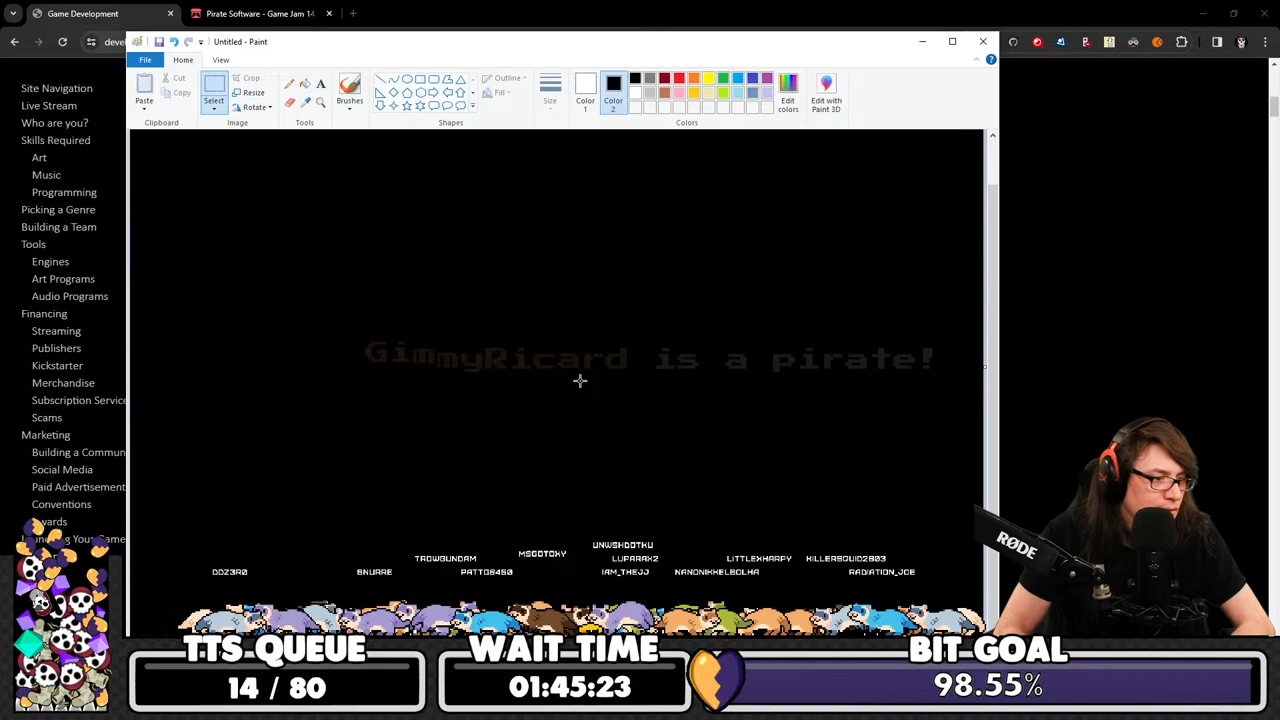 Game Development
Pirate Software - Game Jam 14
Untitled - Paint
File
Home
View
Paste
Cut
Copy
Clipboard
Select
Crop
Resize
Rotate
Image
Tools
Brushes
Shapes
Outline
Fill
Size
Color 1
Color 2
Edit colors
Edit with Paint 3D
Colors
Site Navigation
Live Stream
Who are you?
Skills Required
Art
Music
Programming
Picking a Genre
Building a Team
Tools
Engines
Art Programs
Audio Programs
Financing
Streaming
Publishers
Kickstarter
Merchandise
Subscription Service
Scams
Marketing
Building a Commun
Social Media
Paid Advertisement
Conventions
GimmyRicard is a pirate!
UNWSHDOTKU
MSGOTOXY
TROWGUNDAM
LUPARAX2
LITTLEXHARPY
KILLERSQUID2803
DDZ3R0
SNURRE
PATTO8450
IAM_THEJJ
NANONIKKELBOLHA
RADIATION_JOE
RØDE
TTS QUEUE
14 / 80
WAIT TIME
01:45:23
BIT GOAL
98.55%